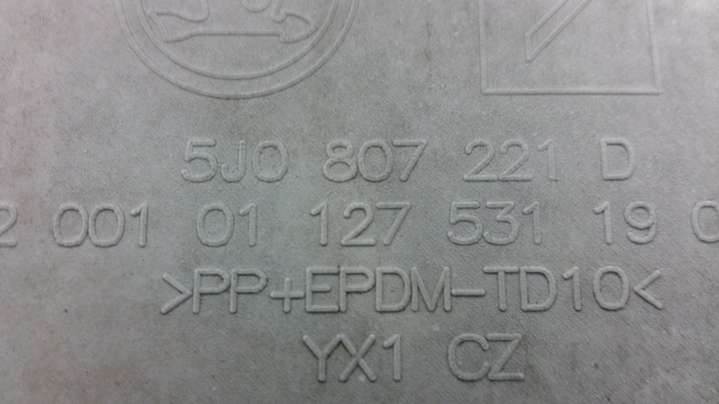 5J0 807 221 D
2 001 01 127 531 19 0
>PP+EPDM-TD10<
YX1 CZ